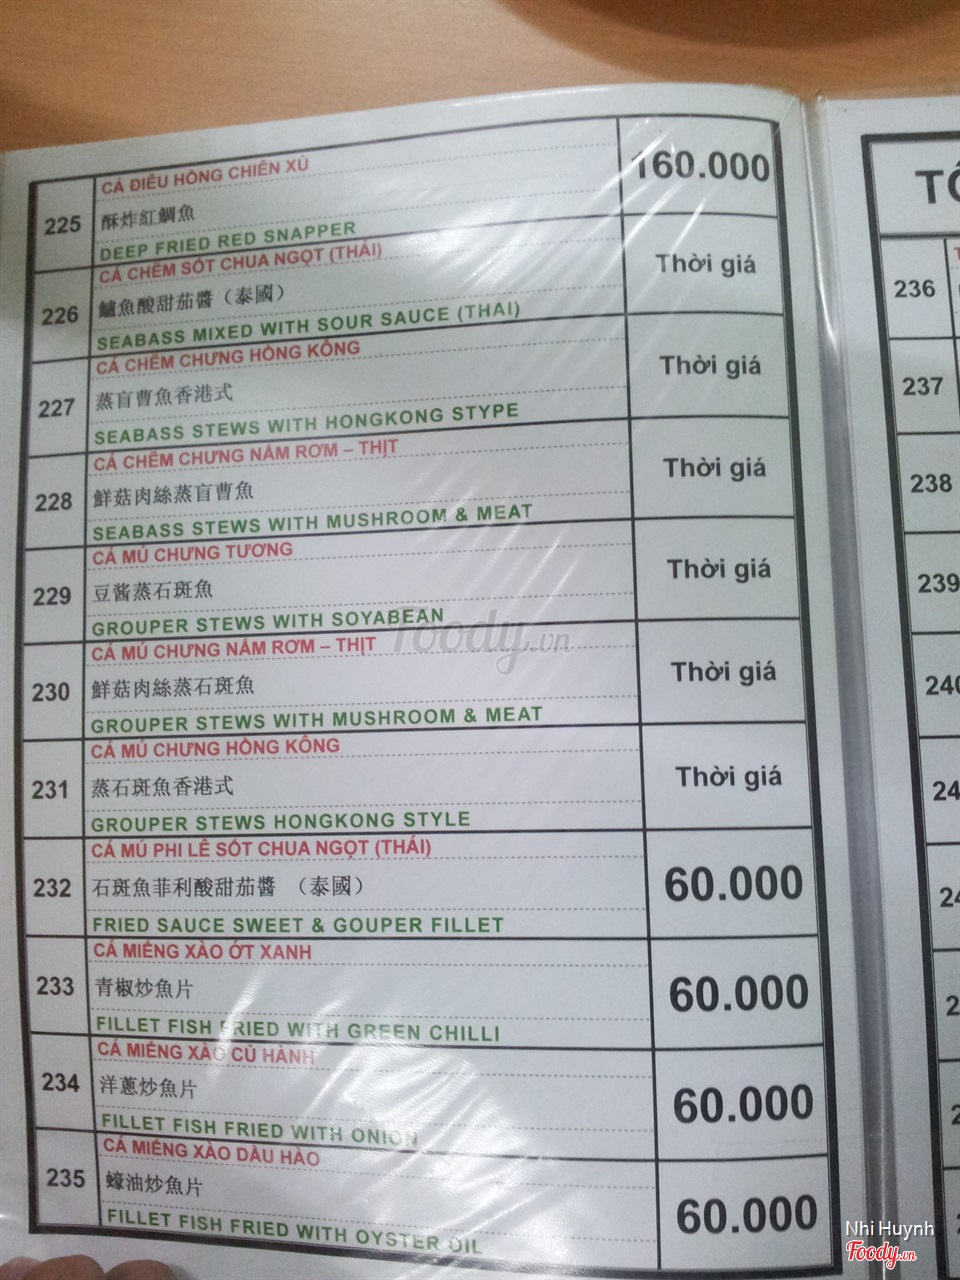 225
CÁ ĐIÊU HỒNG CHIÊN XÙ
酥炸紅鯛魚
DEEP FRIED RED SNAPPER
160.000
226
CÁ CHẼM SỐT CHUA NGỌT (THÁI)
鱸魚酸甜茄醬（泰國）
SEABASS MIXED WITH SOUR SAUCE (THAI)
Thời giá
227
CÁ CHẼM CHƯNG HỒNG KÔNG
蒸盲曹魚香港式
SEABASS STEWS WITH HONGKONG STYPE
Thời giá
228
CÁ CHẼM CHƯNG NẤM RƠM – THỊT
鮮菇肉絲蒸盲曹魚
SEABASS STEWS WITH MUSHROOM & MEAT
Thời giá
229
CÁ MÚ CHƯNG TƯƠNG
豆酱蒸石斑魚
GROUPER STEWS WITH SOYABEAN
Thời giá
230
CÁ MÚ CHƯNG NẤM RƠM – THỊT
鮮菇肉絲蒸石斑魚
GROUPER STEWS WITH MUSHROOM & MEAT
Thời giá
231
CÁ MÚ CHƯNG HỒNG KÔNG
蒸石斑魚香港式
GROUPER STEWS HONGKONG STYLE
Thời giá
232
CÁ MÚ PHI LÊ SỐT CHUA NGỌT (THÁI)
石斑魚菲利酸甜茄醬 （泰國）
FRIED SAUCE SWEET & GOUPER FILLET
60.000
233
CÁ MIẾNG XÀO ỚT XANH
青椒炒魚片
FILLET FISH FRIED WITH GREEN CHILLI
60.000
234
CÁ MIẾNG XÀO CỦ HÀNH
洋蔥炒魚片
FILLET FISH FRIED WITH ONION
60.000
235
CÁ MIẾNG XÀO DẦU HÀO
蠔油炒魚片
FILLET FISH FRIED WITH OYSTER OIL
60.000
236
237
238
239
foody.vn
Nhi Huynh
Foody.vn